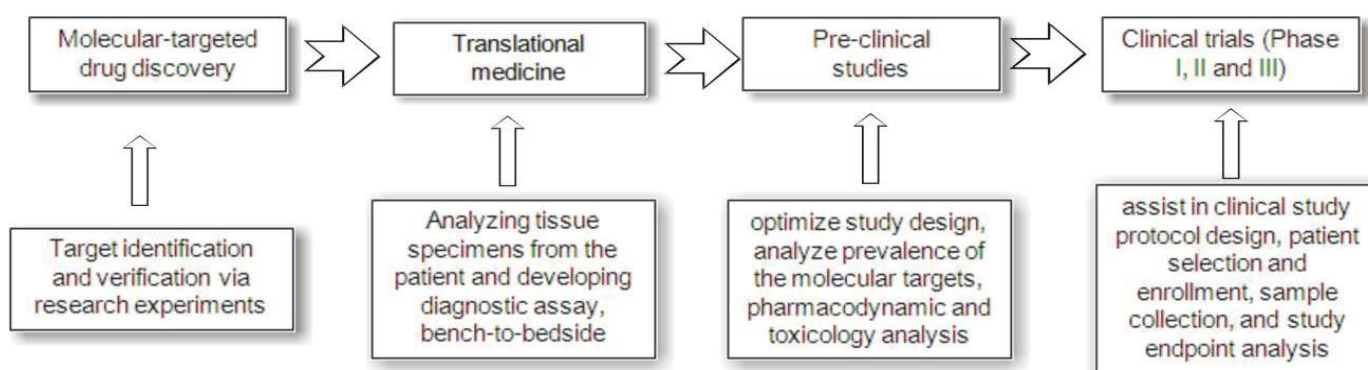 Molecular-targeted
drug discovery
Translational
medicine
Pre-clinical
studies
Clinical trials (Phase
I, II and III)
Target identification
and verification via
research experiments
Analyzing tissue
specimens from the
patient and developing
diagnostic assay,
bench-to-bedside
optimize study design,
analyze prevalence of
the molecular targets,
pharmacodynamic and
toxicology analysis
assist in clinical study
protocol design, patient
selection and
enrollment, sample
collection, and study
endpoint analysis